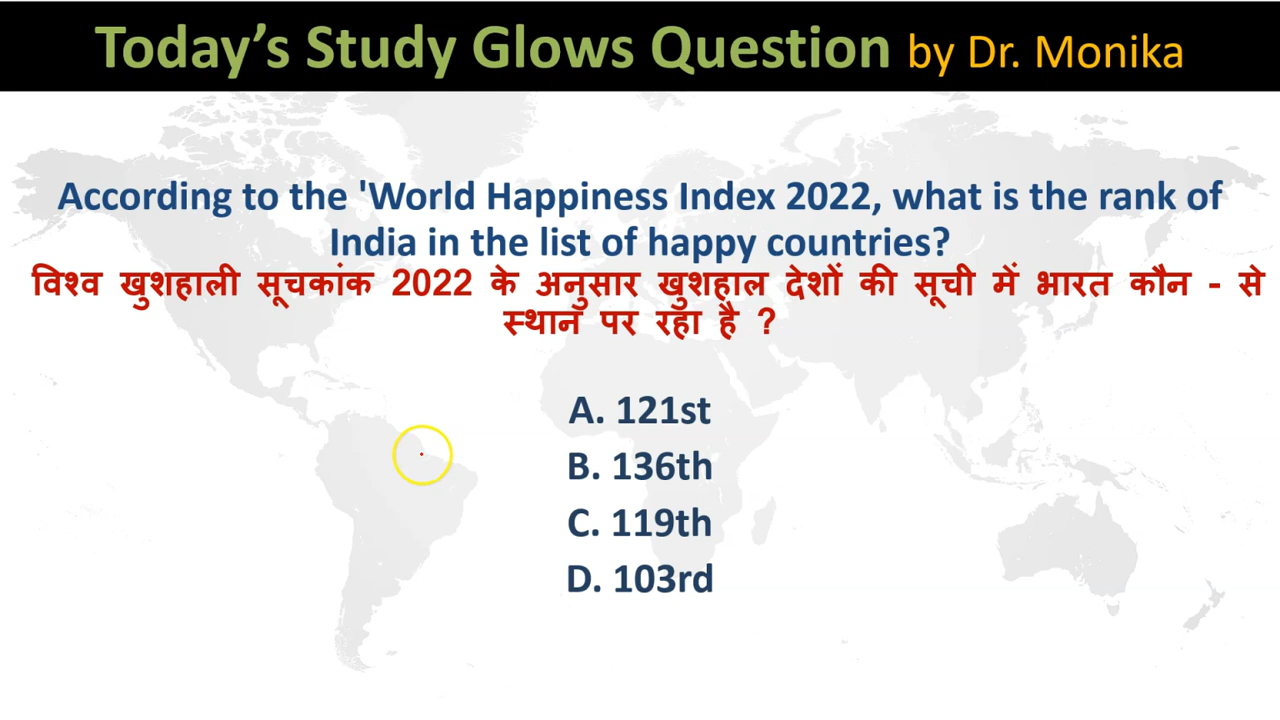 Today’s Study Glows Question by Dr. Monika
According to the 'World Happiness Index 2022, what is the rank of
India in the list of happy countries?
विश्व खुशहाली सूचकांक 2022 के अनुसार खुशहाल देशों की सूची में भारत कौन - से
स्थान पर रहा है ?
A. 121st
B. 136th
C. 119th
D. 103rd